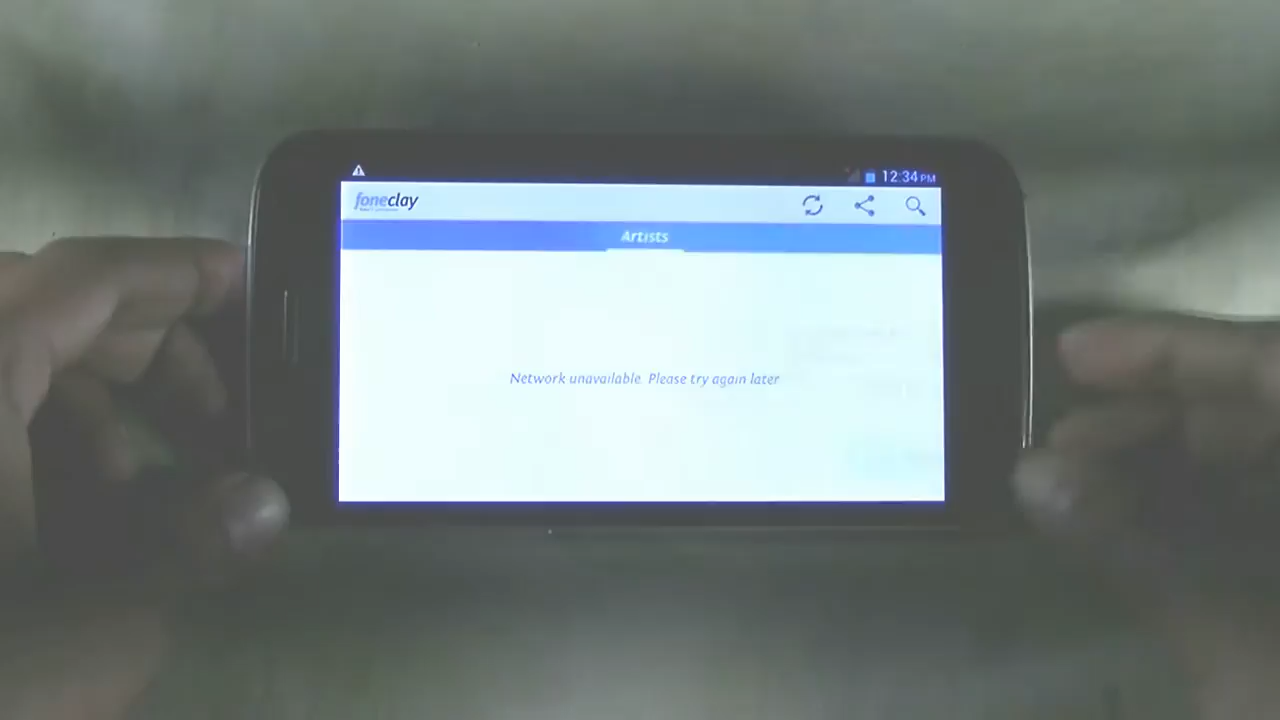 12:34 PM
foneclay
Artists
Network unavailable. Please try again later